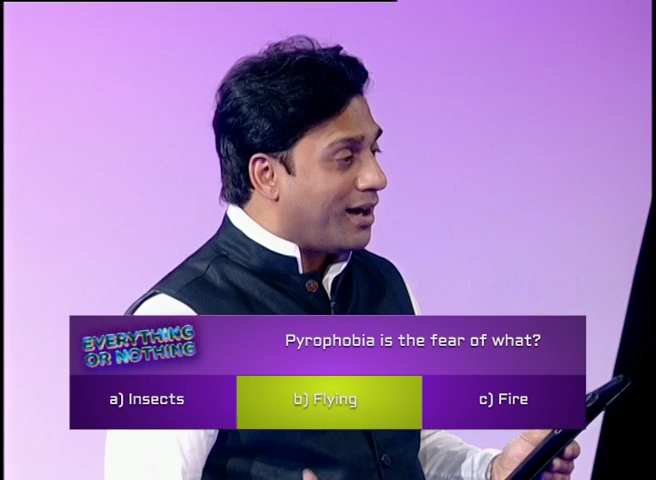 EVERYTHING
OR NOTHING
Pyrophobia is the fear of what?
a) Insects
b) Flying
c) Fire